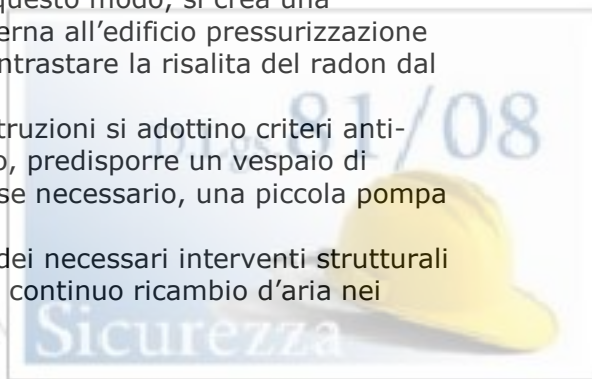 questo modo, si crea una
erna all’edificio pressurizzazione
ntrastare la risalita del radon dal
truzioni si adottino criteri anti-
o, predisporre un vespaio di
se necessario, una piccola pompa
dei necessari interventi strutturali
continuo ricambio d’aria nei
D.Lgs. 81/08
Sicurezza